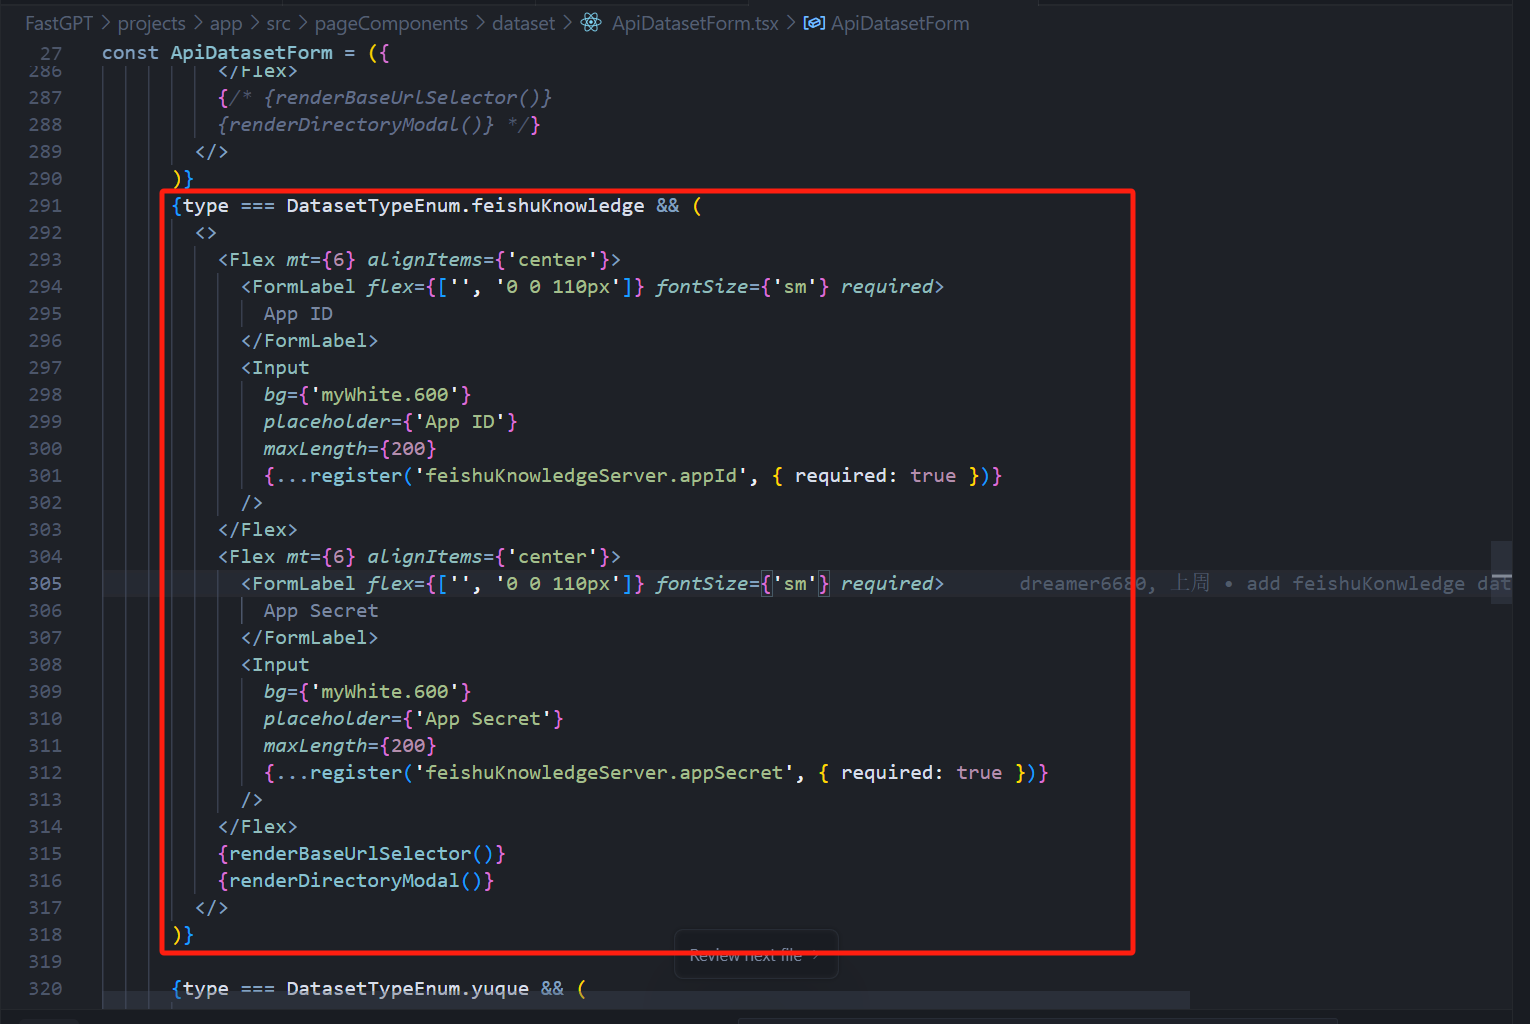 FastGPT > projects > app > src > pageComponents > dataset > ApiDatasetForm.tsx > ApiDatasetForm
27 const ApiDatasetForm = ({
286 </Flex>
287 {/* {renderBaseUrlSelector()}
288 {renderDirectoryModal()} */}
289 </>
290 )}
291 {type === DatasetTypeEnum.feishuKnowledge && (
292 <>
293 <Flex mt={6} alignItems={'center'}>
294 <FormLabel flex={['', '0 0 110px']} fontSize={'sm'} required>
295 App ID
296 </FormLabel>
297 <Input
298 bg={'myWhite.600'}
299 placeholder={'App ID'}
300 maxLength={200}
301 {...register('feishuKnowledgeServer.appId', { required: true })}
302 />
303 </Flex>
304 <Flex mt={6} alignItems={'center'}>
305 <FormLabel flex={['', '0 0 110px']} fontSize={'sm'} required> dreamer6680, 上周 • add feishuKonwledge dat
306 App Secret
307 </FormLabel>
308 <Input
309 bg={'myWhite.600'}
310 placeholder={'App Secret'}
311 maxLength={200}
312 {...register('feishuKnowledgeServer.appSecret', { required: true })}
313 />
314 </Flex>
315 {renderBaseUrlSelector()}
316 {renderDirectoryModal()}
317 </>
318 )}
Review next file >
319
320 {type === DatasetTypeEnum.yuque && (